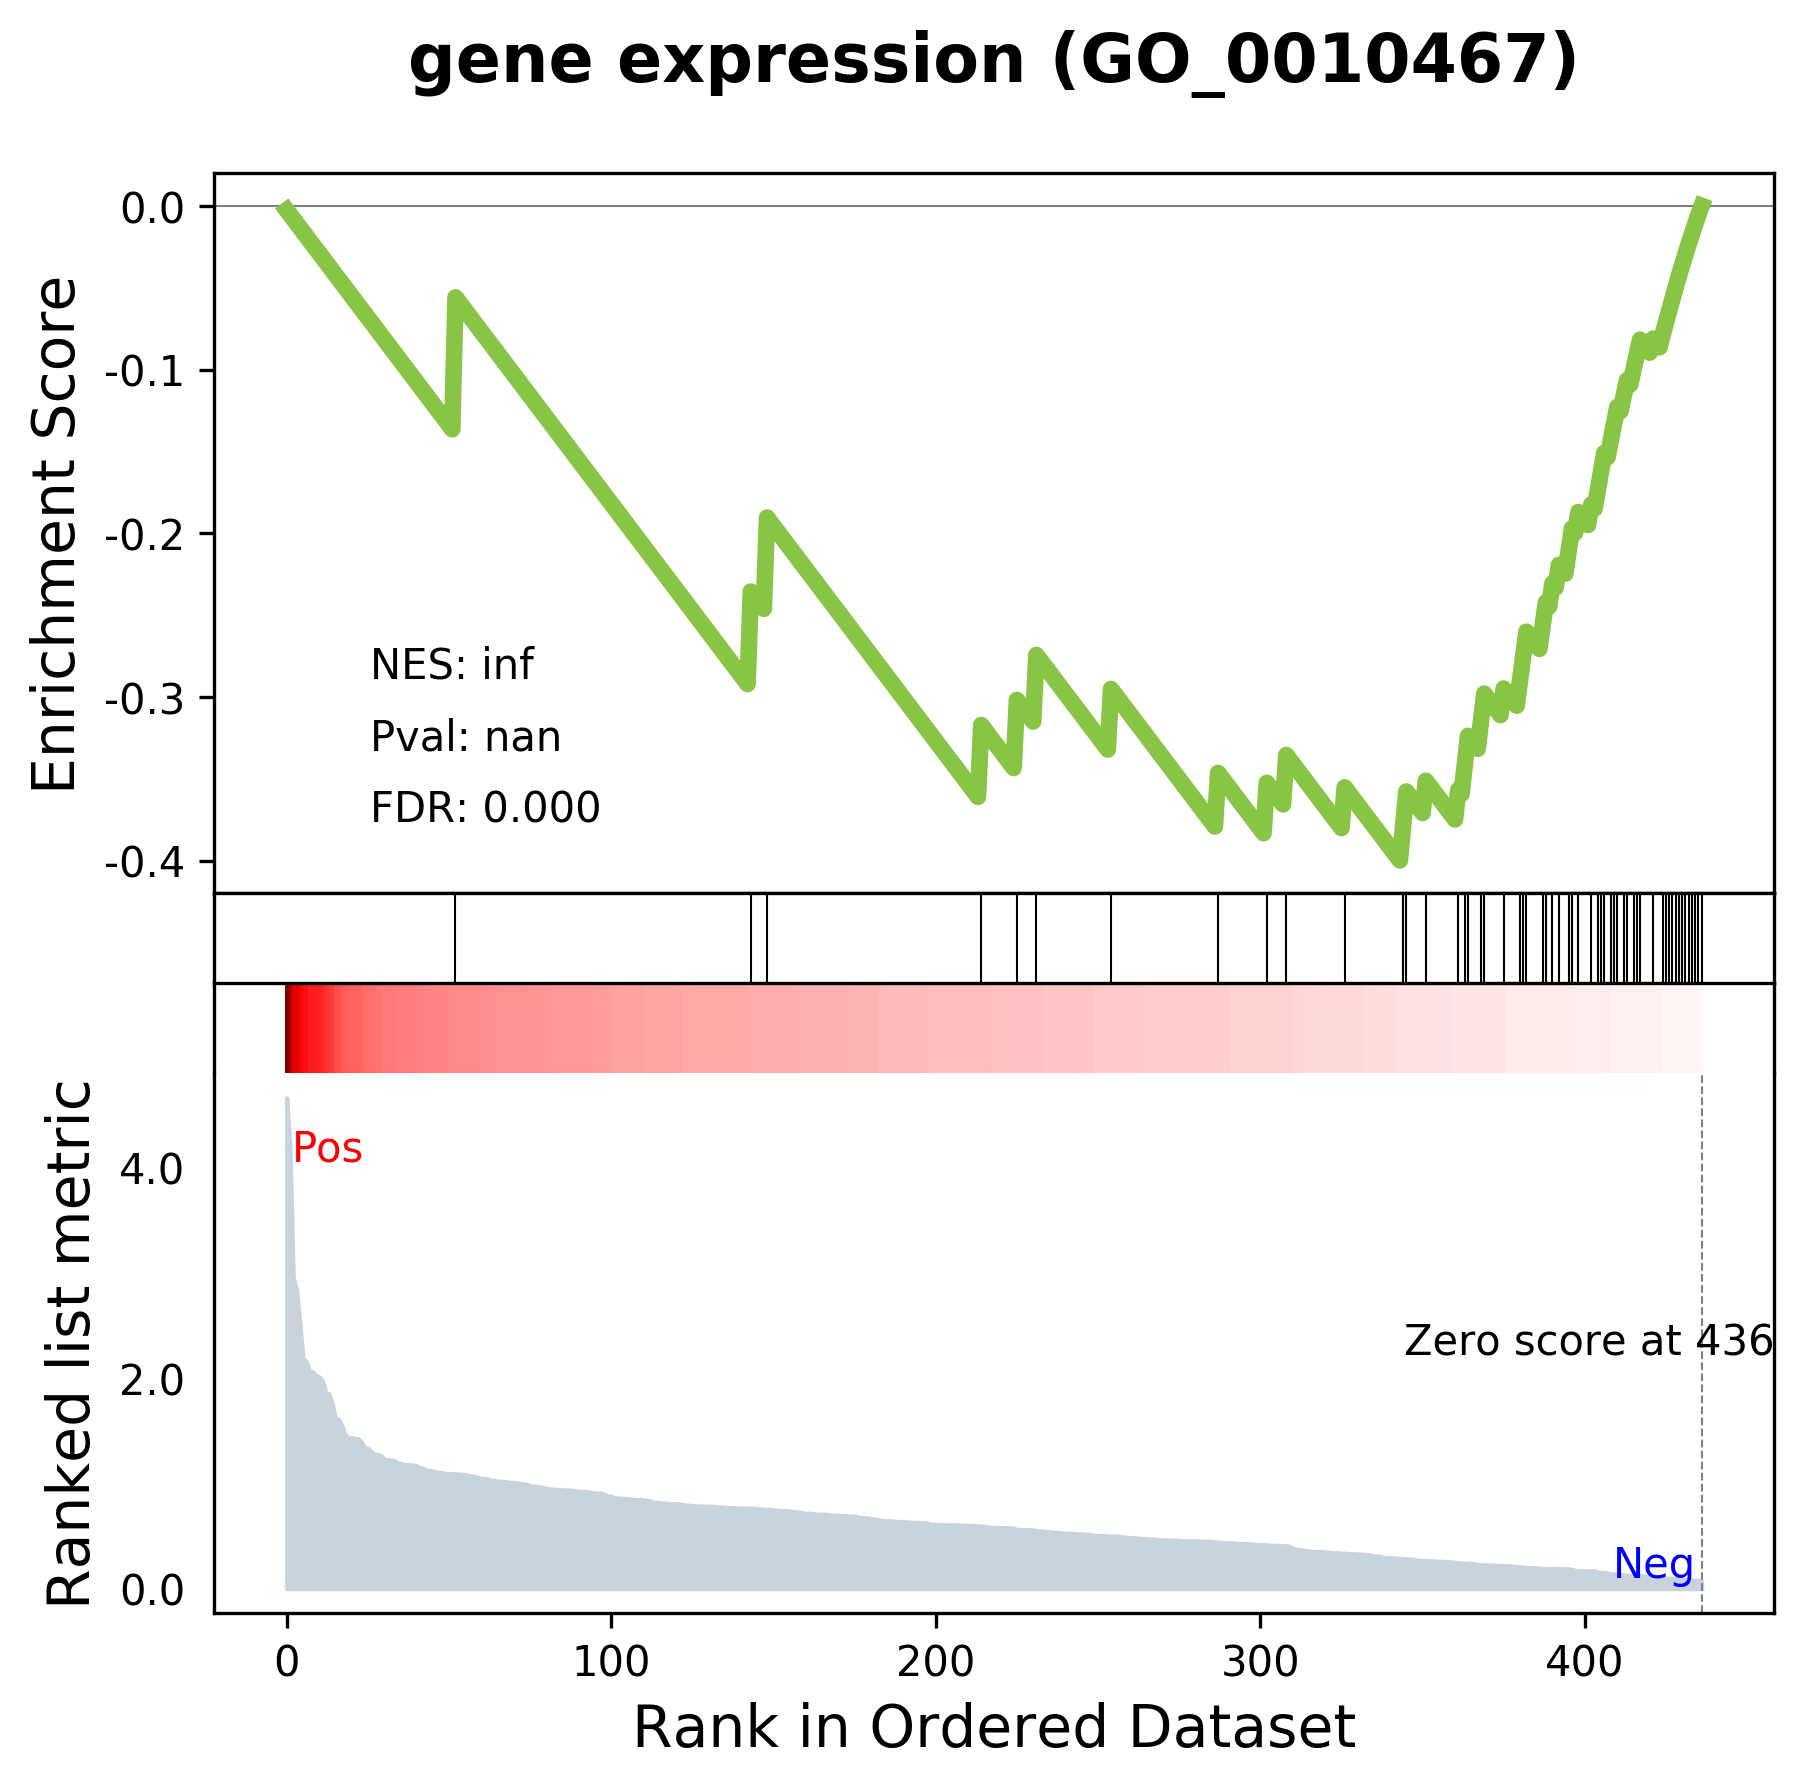 gene expression (GO_0010467)
Enrichment Score
0.0
-0.1
-0.2
-0.3
-0.4
NES: inf
Pval: nan
FDR: 0.000
Ranked list metric
4.0
2.0
0.0
Pos
Zero score at 436
Neg
0 100 200 300 400
Rank in Ordered Dataset